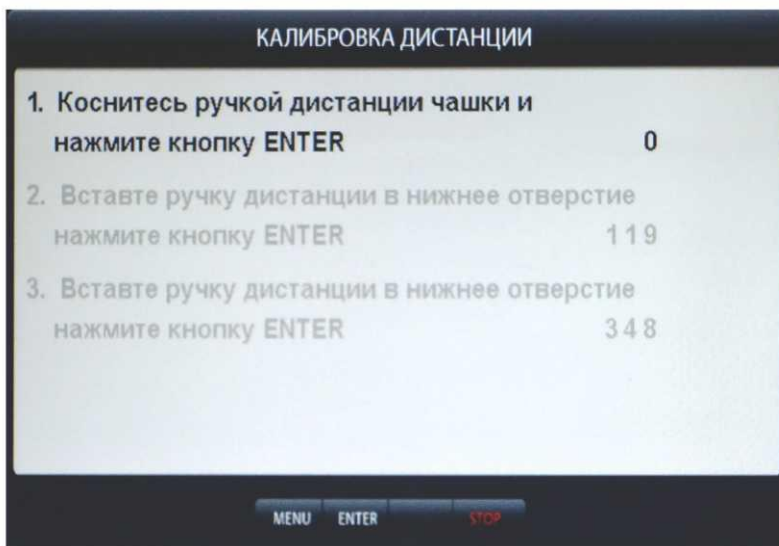 КАЛИБРОВКА ДИСТАНЦИИ
1. Коснитесь ручкой дистанции чашки и
нажмите кнопку ENTER 0
2. Вставте ручку дистанции в нижнее отверстие
нажмите кнопку ENTER 119
3. Вставте ручку дистанции в нижнее отверстие
нажмите кнопку ENTER 348
MENU ENTER STOP